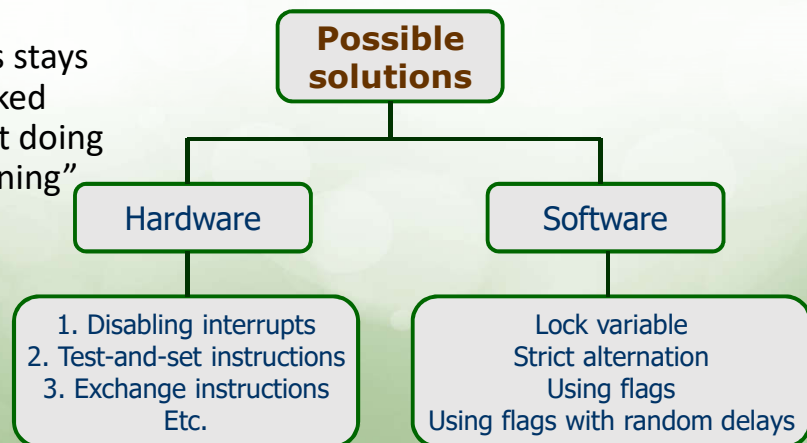 s stays
ked
t doing
ning”
Possible
solutions
Hardware
Software
1. Disabling interrupts
2. Test-and-set instructions
3. Exchange instructions
Etc.
Lock variable
Strict alternation
Using flags
Using flags with random delays